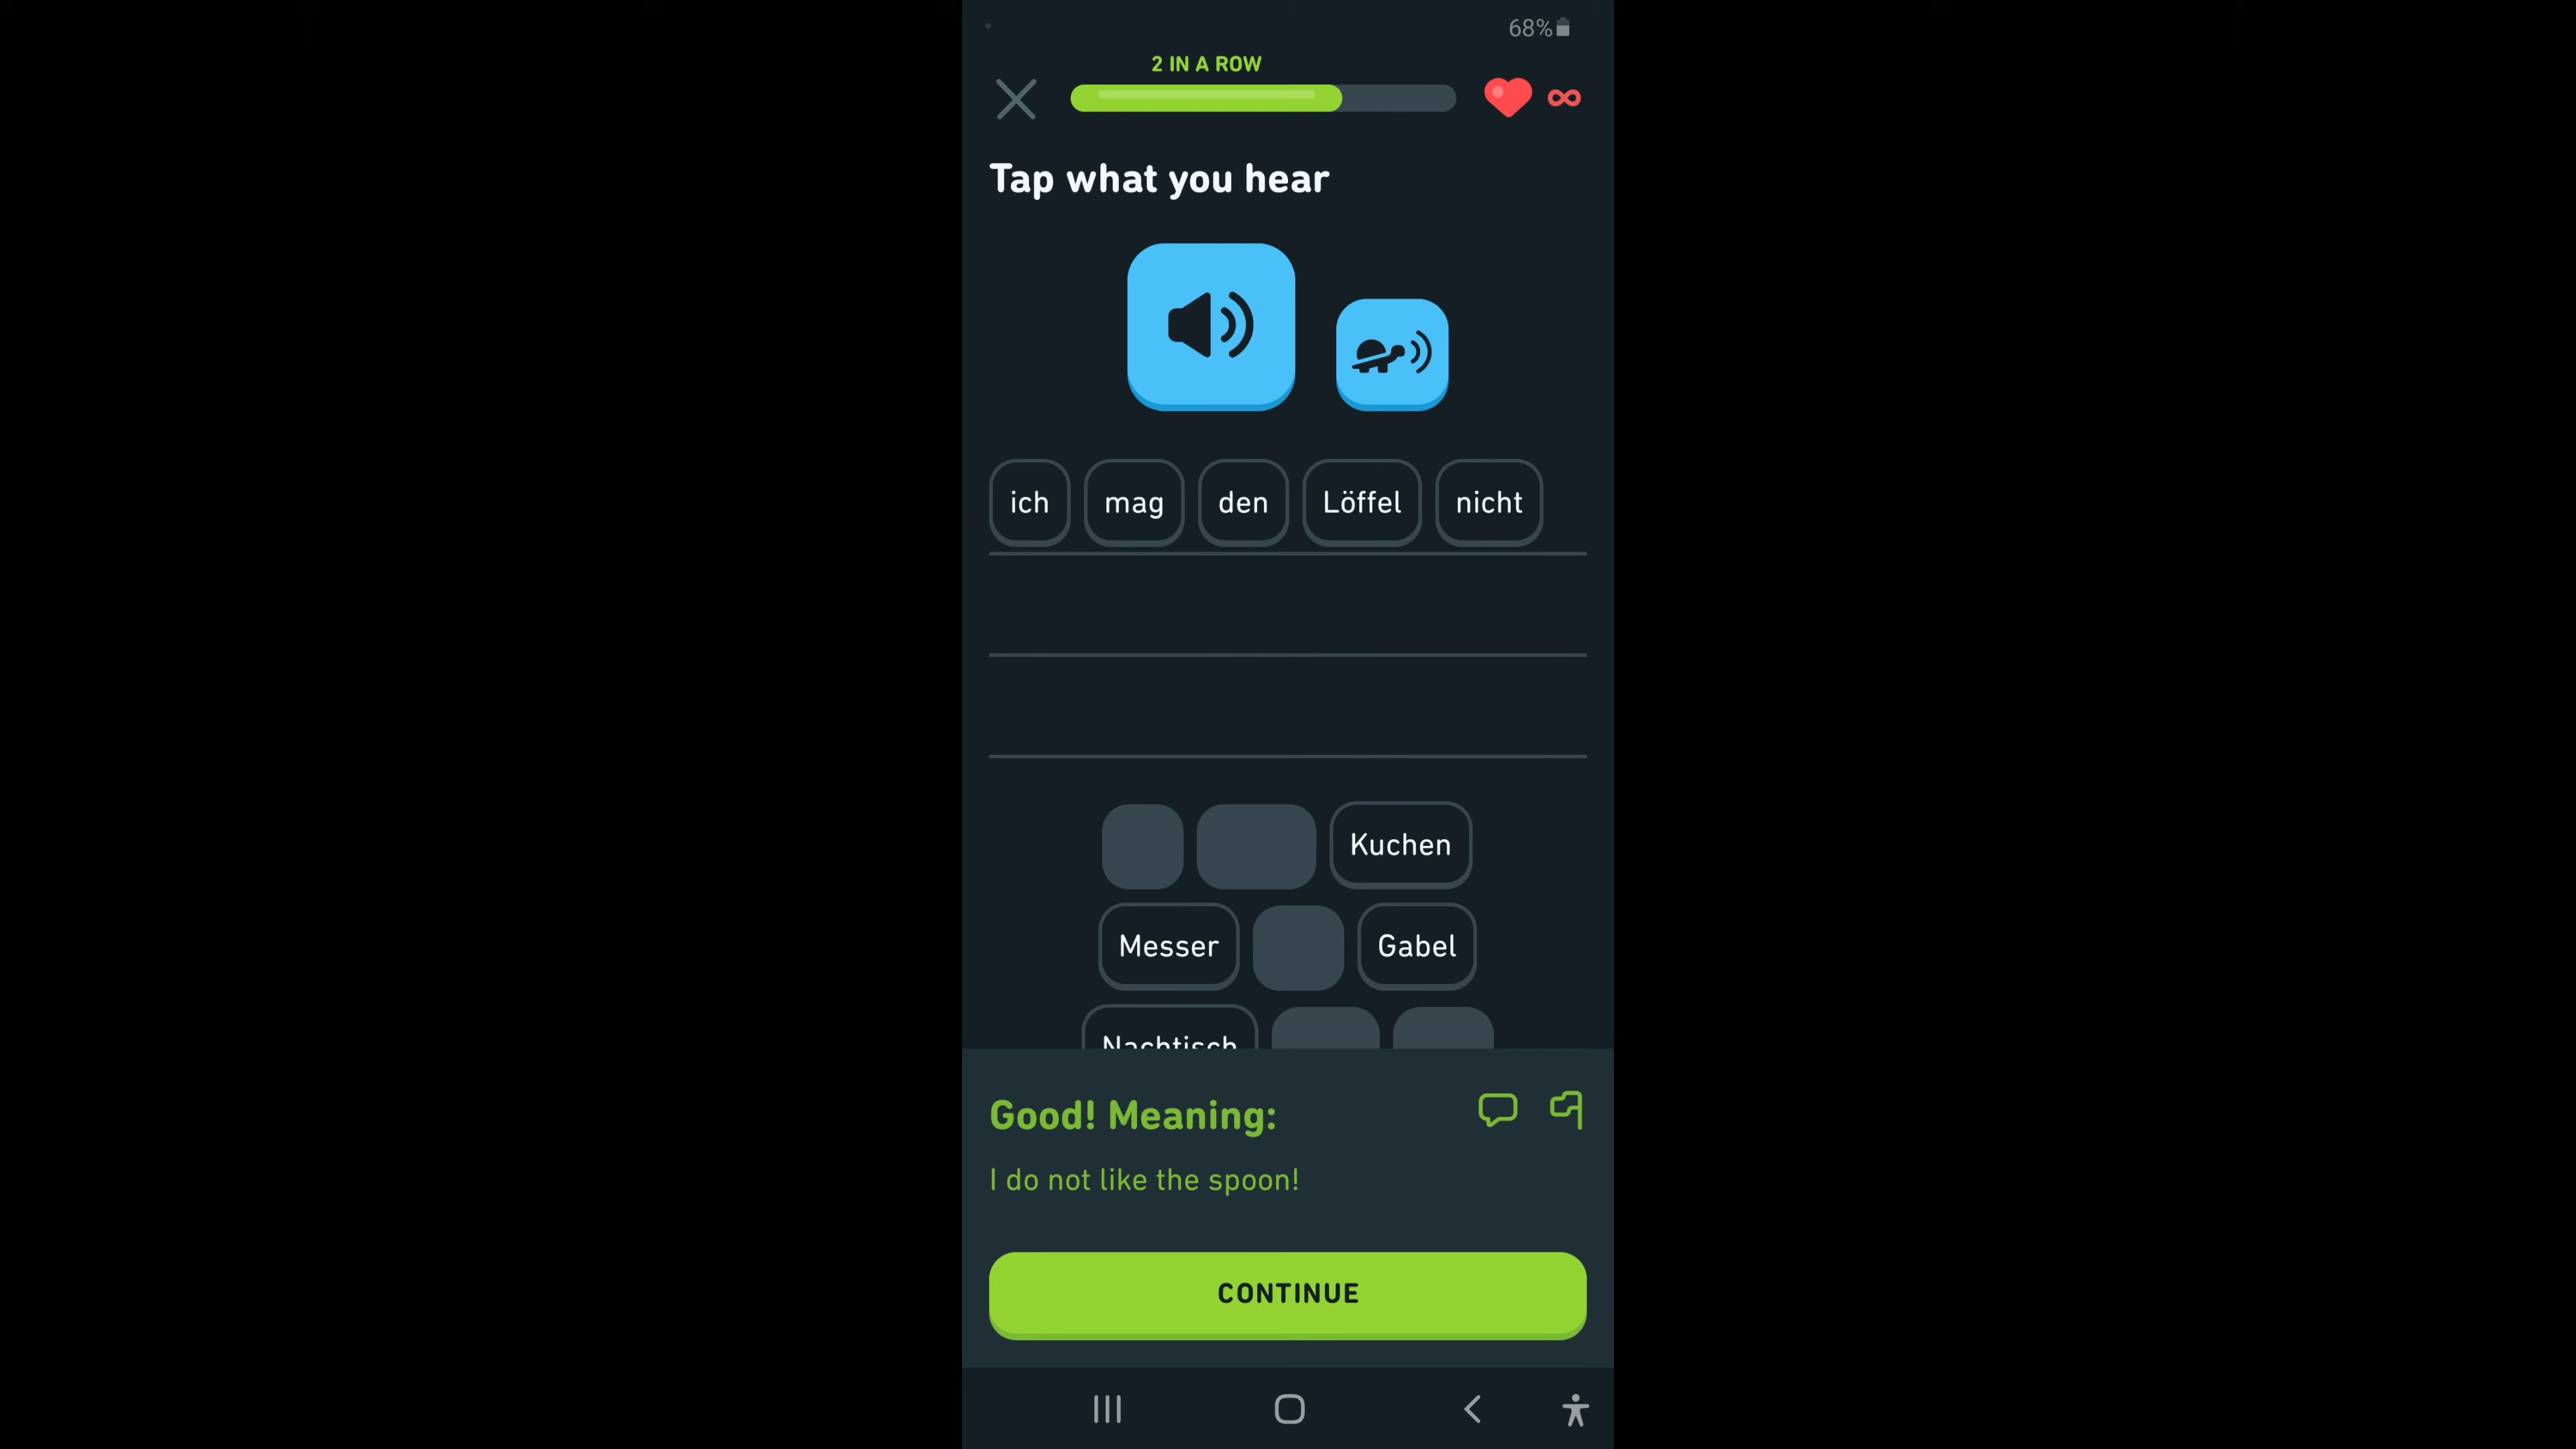 68%
2 IN A ROW
Tap what you hear
ich mag den Löffel nicht
Kuchen
Messer Gabel
Nachtisch
Good! Meaning:
I do not like the spoon!
CONTINUE